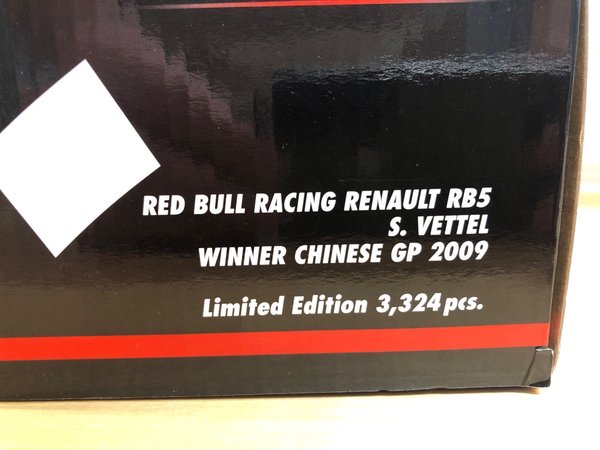 RED BULL RACING RENAULT RB5
S. VETTEL
WINNER CHINESE GP 2009
Limited Edition 3,324 pcs.